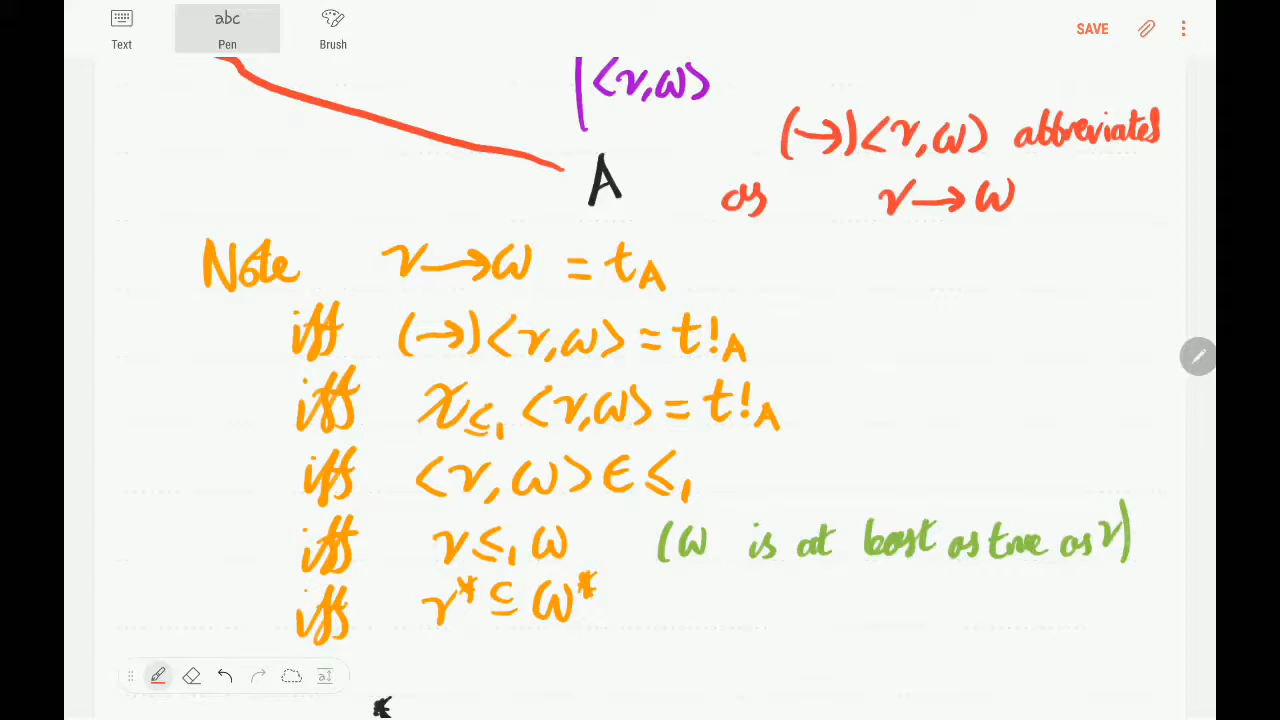 abc
SAVE
Text Pen Brush
<v,ω>
(→)<v,ω> abbreviates
A as v→ω
Note v→ω = t_A
iff (→)<v,ω> = t!_A
iff χ_≤₁ <v,ω> = t!_A
iff <v,ω> ∈ ≤₁
iff v ≤₁ ω (ω is at least as true as v)
iff v* ⊆ ω*